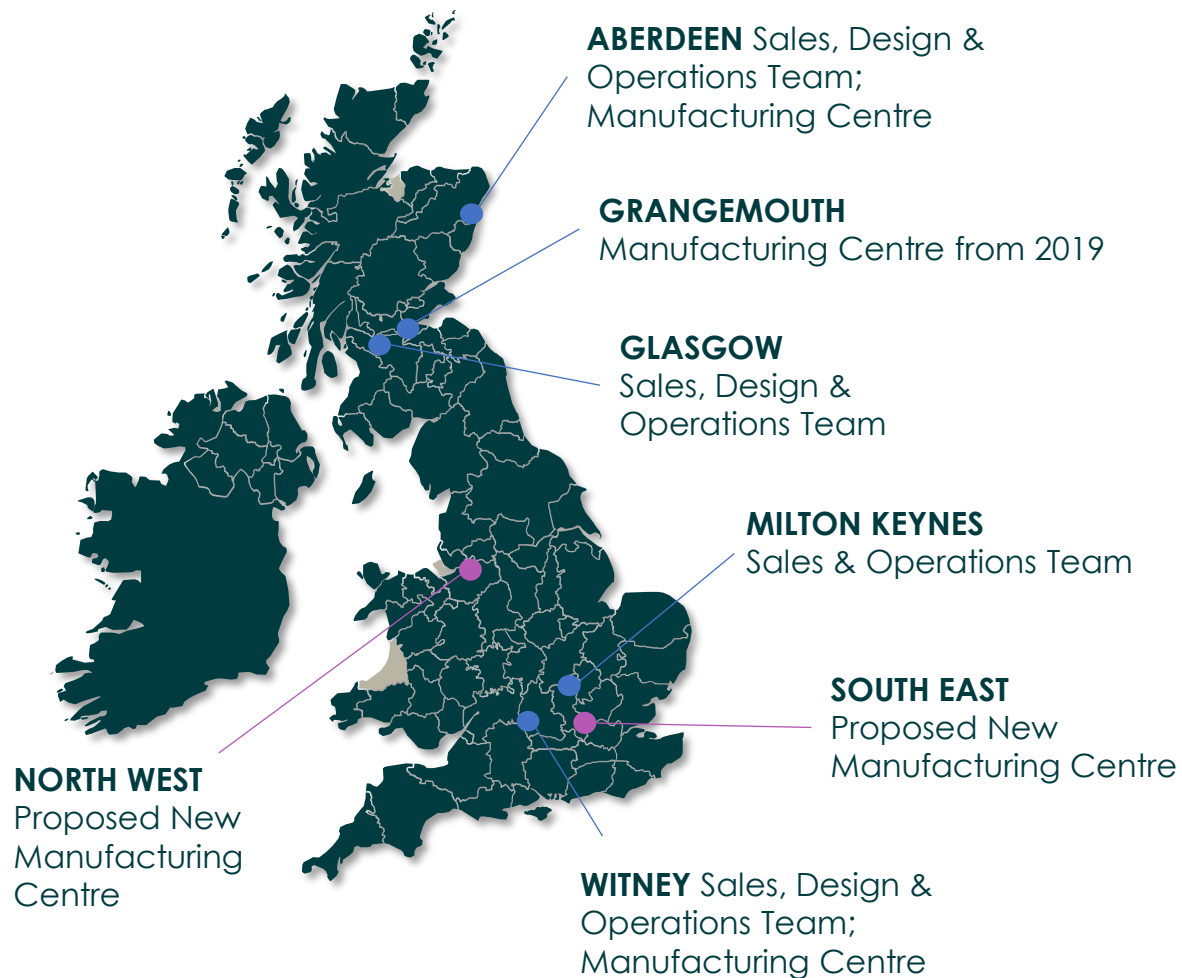 ABERDEEN Sales, Design &
Operations Team;
Manufacturing Centre
GRANGEMOUTH
Manufacturing Centre from 2019
GLASGOW
Sales, Design &
Operations Team
MILTON KEYNES
Sales & Operations Team
SOUTH EAST
Proposed New
Manufacturing Centre
NORTH WEST
Proposed New
Manufacturing
Centre
WITNEY Sales, Design &
Operations Team;
Manufacturing Centre